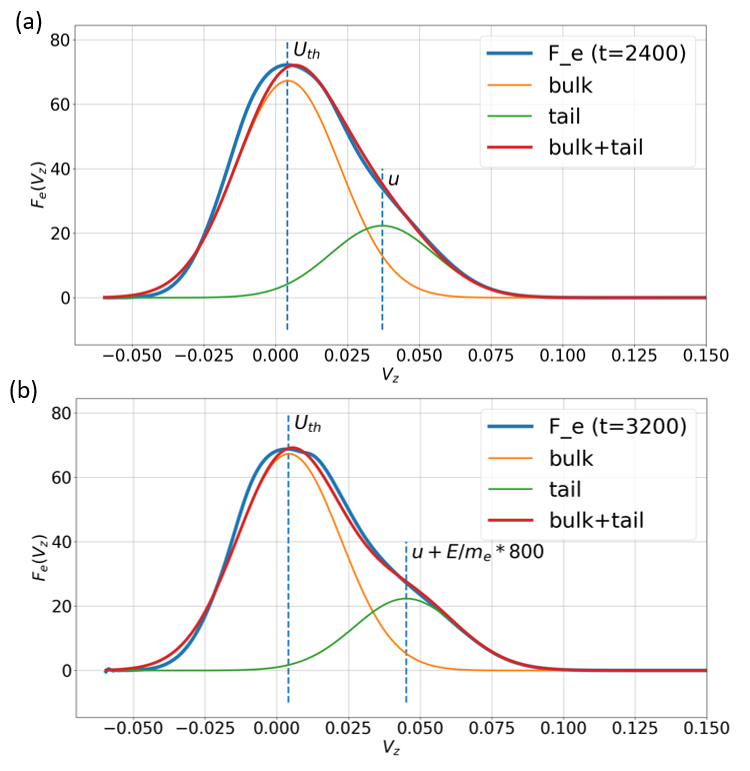 (a)
80
60
40
20
0
F_e(V_z)
U_th
u
F_e (t=2400)
bulk
tail
bulk+tail
−0.050 −0.025 0.000 0.025 0.050 0.075 0.100 0.125 0.150
V_z
(b)
80
60
40
20
0
F_e(V_z)
U_th
u + E/m_e * 800
F_e (t=3200)
bulk
tail
bulk+tail
−0.050 −0.025 0.000 0.025 0.050 0.075 0.100 0.125 0.150
V_z